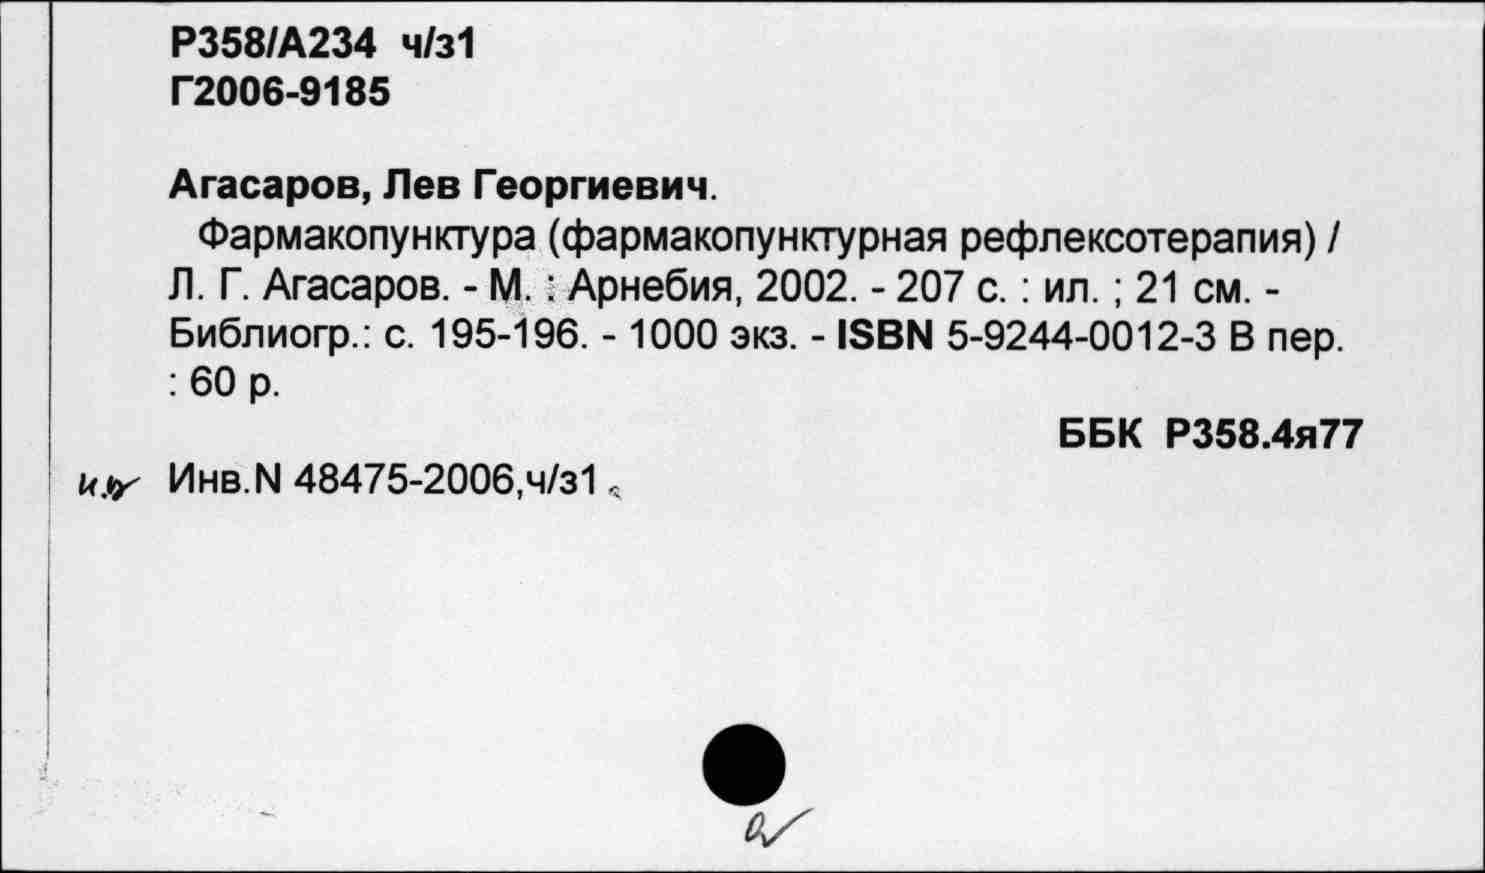 Р358/А234 ч/з1
Г2006-9185
Агасаров, Лев Георгиевич.
Фармакопунктура (фармакопунктурная рефлексотерапия) /
Л. Г. Агасаров. - М. : Арнебия, 2002. - 207 с. : ил. ; 21 см. -
Библиогр.: с. 195-196. - 1000 экз. - ISBN 5-9244-0012-3 В пер.
: 60 р.
ББК Р358.4я77
Инв.N 48475-2006,ч/з1